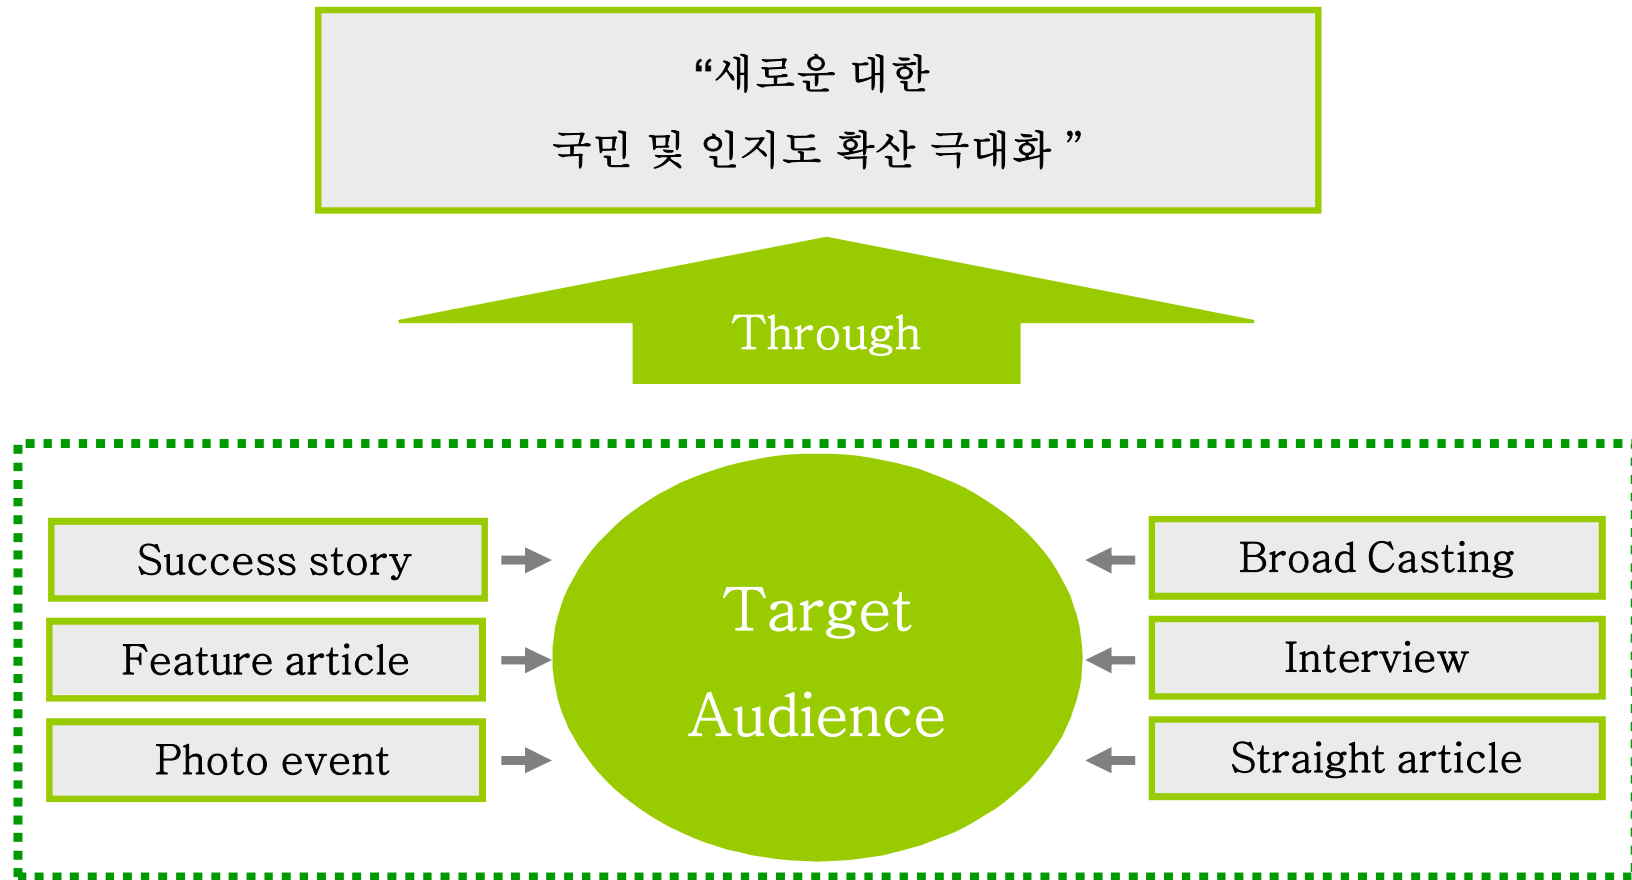 “새로운 대한
국민 및 인지도 확산 극대화 ”
Through
Success story
Feature article
Photo event
Target
Audience
Broad Casting
Interview
Straight article